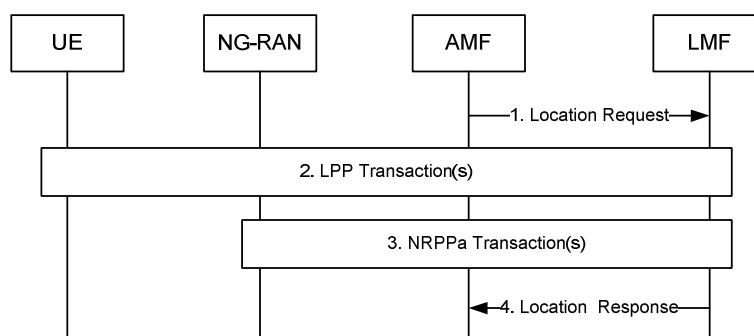 UE
NG-RAN
AMF
LMF
1. Location Request
2. LPP Transaction(s)
3. NRPPa Transaction(s)
4. Location Response